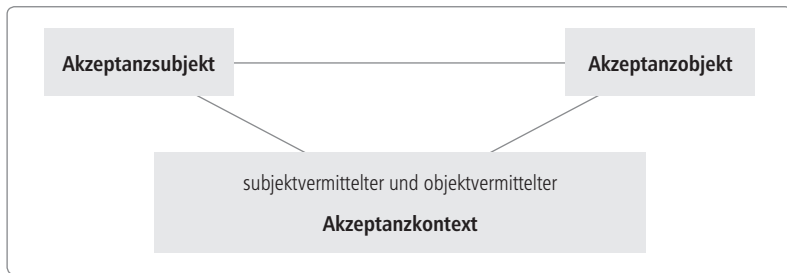 Akzeptanzsubjekt
Akzeptanzobjekt
subjektvermittelter und objektvermittelter
Akzeptanzkontext